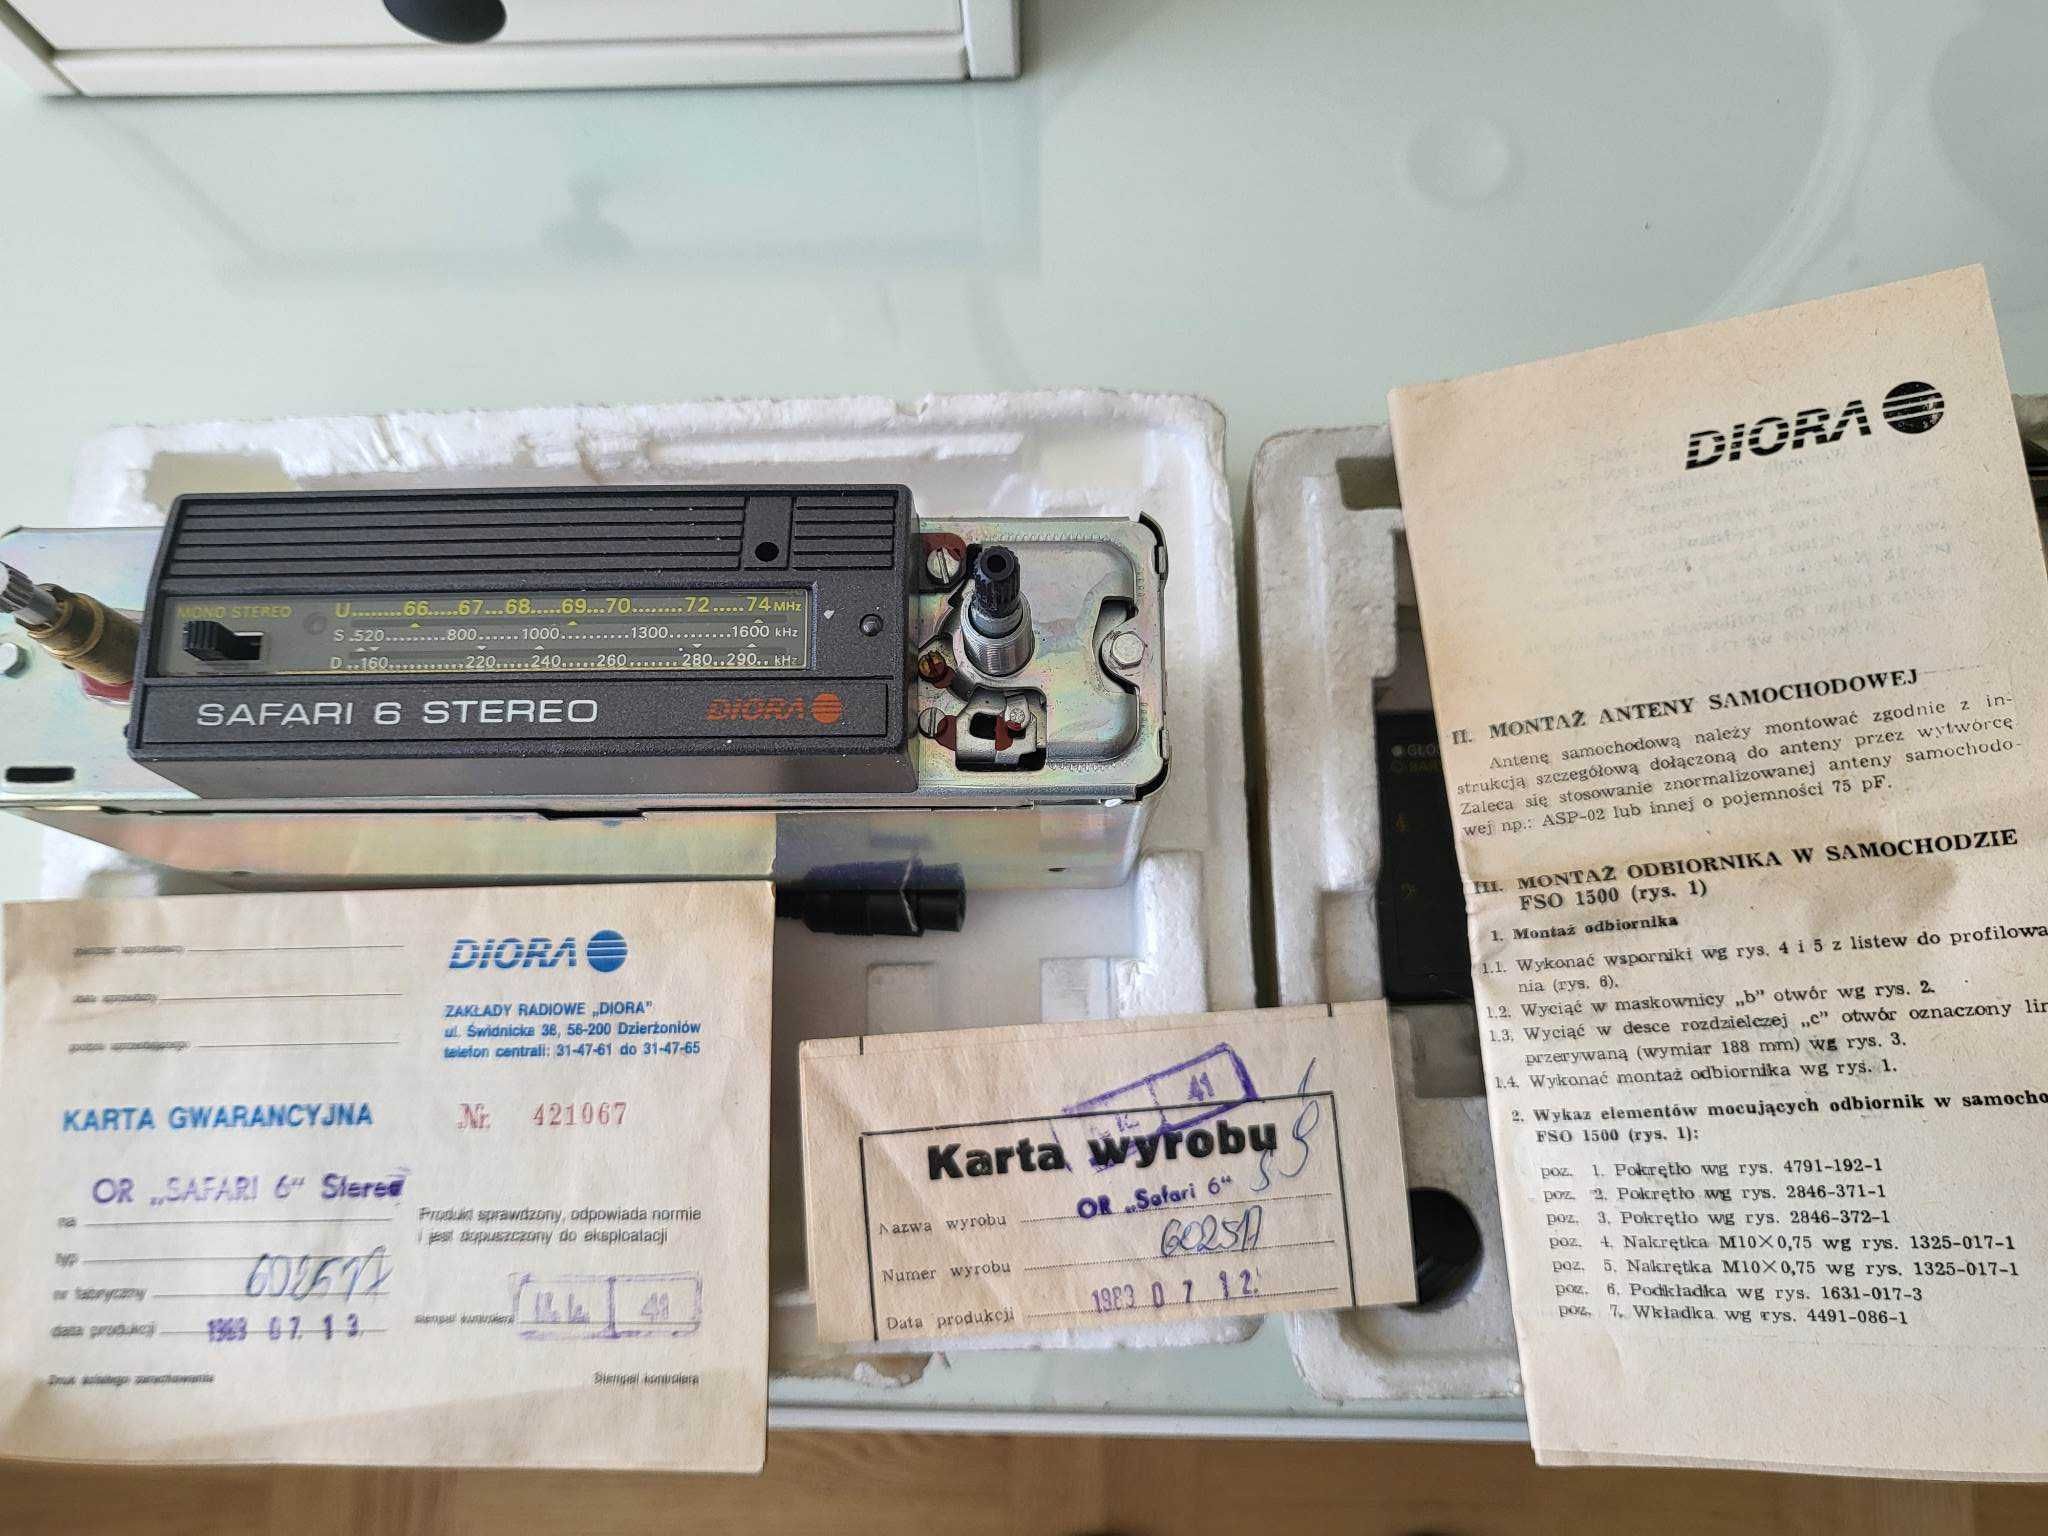 MONO STEREO
U........66.....67.....68.....69...70........72.....74 MHz
S .520..........800.......1000............1300..........1600 kHz
D ..160...............220......240......260..........280..290.. kHz
SAFARI 6 STEREO
DIORA
DIORA
ZAKŁADY RADIOWE „DIORA”
ul. Świdnicka 38, 58-200 Dzierżoniów
telefon centrali: 31-47-61 do 31-47-65
KARTA GWARANCYJNA
Nr. 421067
OR „SAFARI 6“ Stereo
na
typ
nr fabryczny
data produkcji
07. 13.
Produkt sprawdzony, odpowiada normie
i jest dopuszczony do eksploatacji
41
stempel kontrolera
Stempel kontrolera
41
Karta wyrobu
Nazwa wyrobu OR „Safari 6“
Numer wyrobu
Data produkcji 07 12.
DIORA
II. MONTAŻ ANTENY SAMOCHODOWEJ
Antenę samochodową należy montować zgodnie z in-
strukcją szczegółową dołączoną do anteny przez wytwórcę
Zaleca się stosowanie znormalizowanej anteny samochodo-
wej np.: ASP-02 lub innej o pojemności 75 pF.
III. MONTAŻ ODBIORNIKA W SAMOCHODZIE
FSO 1500 (rys. 1)
1. Montaż odbiornika
1.1. Wykonać wsporniki wg rys. 4 i 5 z listew do profilowa
nia (rys. 6).
1.2. Wyciąć w maskownicy „b” otwór wg rys. 2.
1.3. Wyciąć w desce rozdzielczej „c” otwór oznaczony lin
przerywaną (wymiar 188 mm) wg rys. 3.
1.4. Wykonać montaż odbiornika wg rys. 1.
2. Wykaz elementów mocujących odbiornik w samocho
FSO 1500 (rys. 1):
poz. 1. Pokrętło wg rys. 4791-192-1
poz. 2. Pokrętło wg rys. 2846-371-1
poz. 3. Pokrętło wg rys. 2846-372-1
poz. 4. Nakrętka M10×0,75 wg rys. 1325-017-1
poz. 5. Nakrętka M10×0,75 wg rys. 1325-017-1
poz. 6. Podkładka wg rys. 1631-017-3
poz. 7. Wkładka wg rys. 4491-086-1